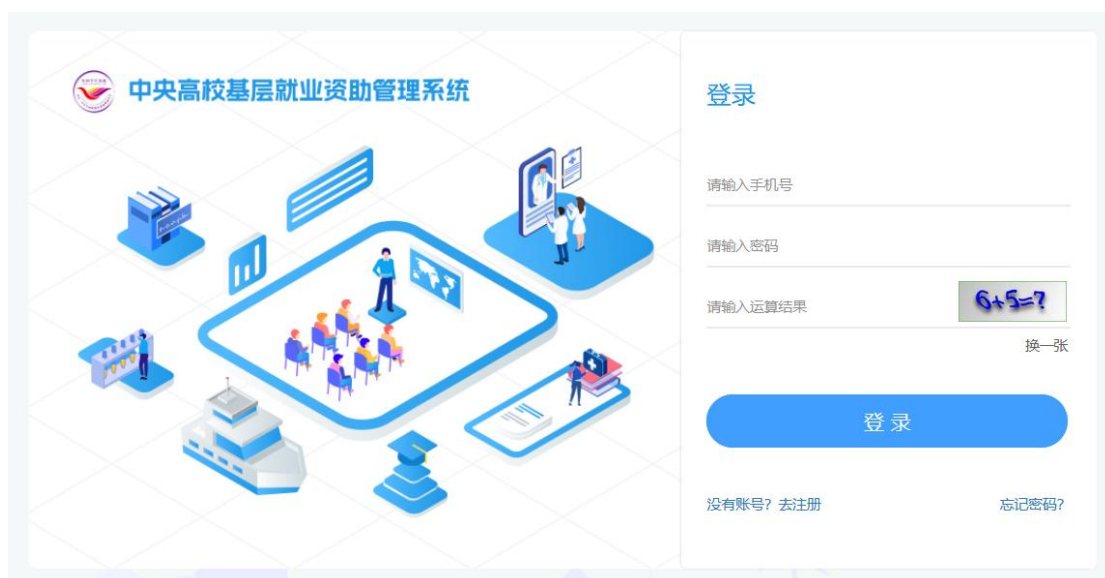 中央高校基层就业资助管理系统
登录
请输入手机号
请输入密码
请输入运算结果
6+5=?
换一张
登录
没有账号？去注册
忘记密码?